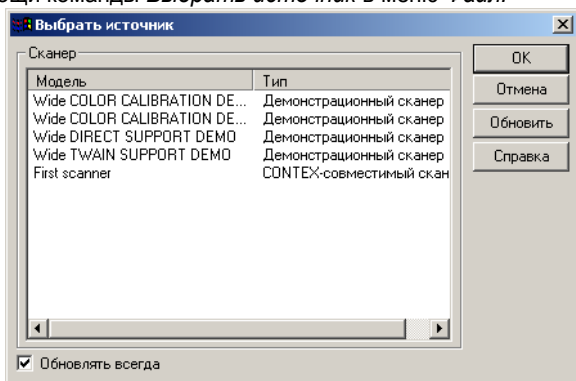 команды Выбрать источник в меню Файл.
Выбрать источник
Сканер
OK
Модель Тип
Отмена
Wide COLOR CALIBRATION DE... Демонстрационный сканер
Wide COLOR CALIBRATION DE... Демонстрационный сканер
Обновить
Wide DIRECT SUPPORT DEMO Демонстрационный сканер
Wide TWAIN SUPPORT DEMO Демонстрационный сканер
Справка
First scanner CONTEX-совместимый скан
Обновлять всегда